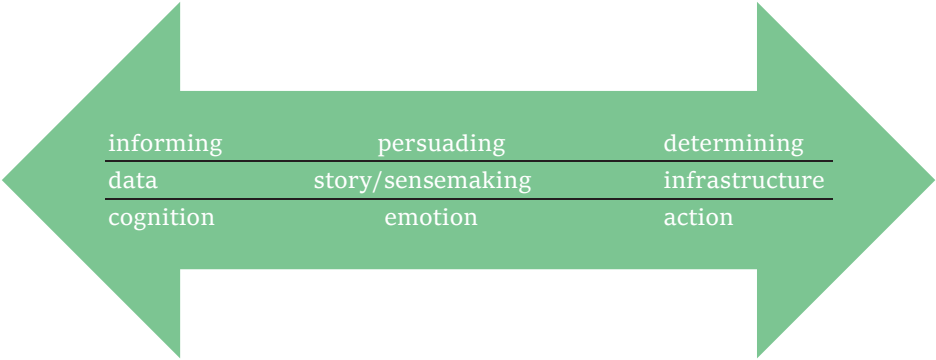 informing persuading determining
data story/sensemaking infrastructure
cognition emotion action